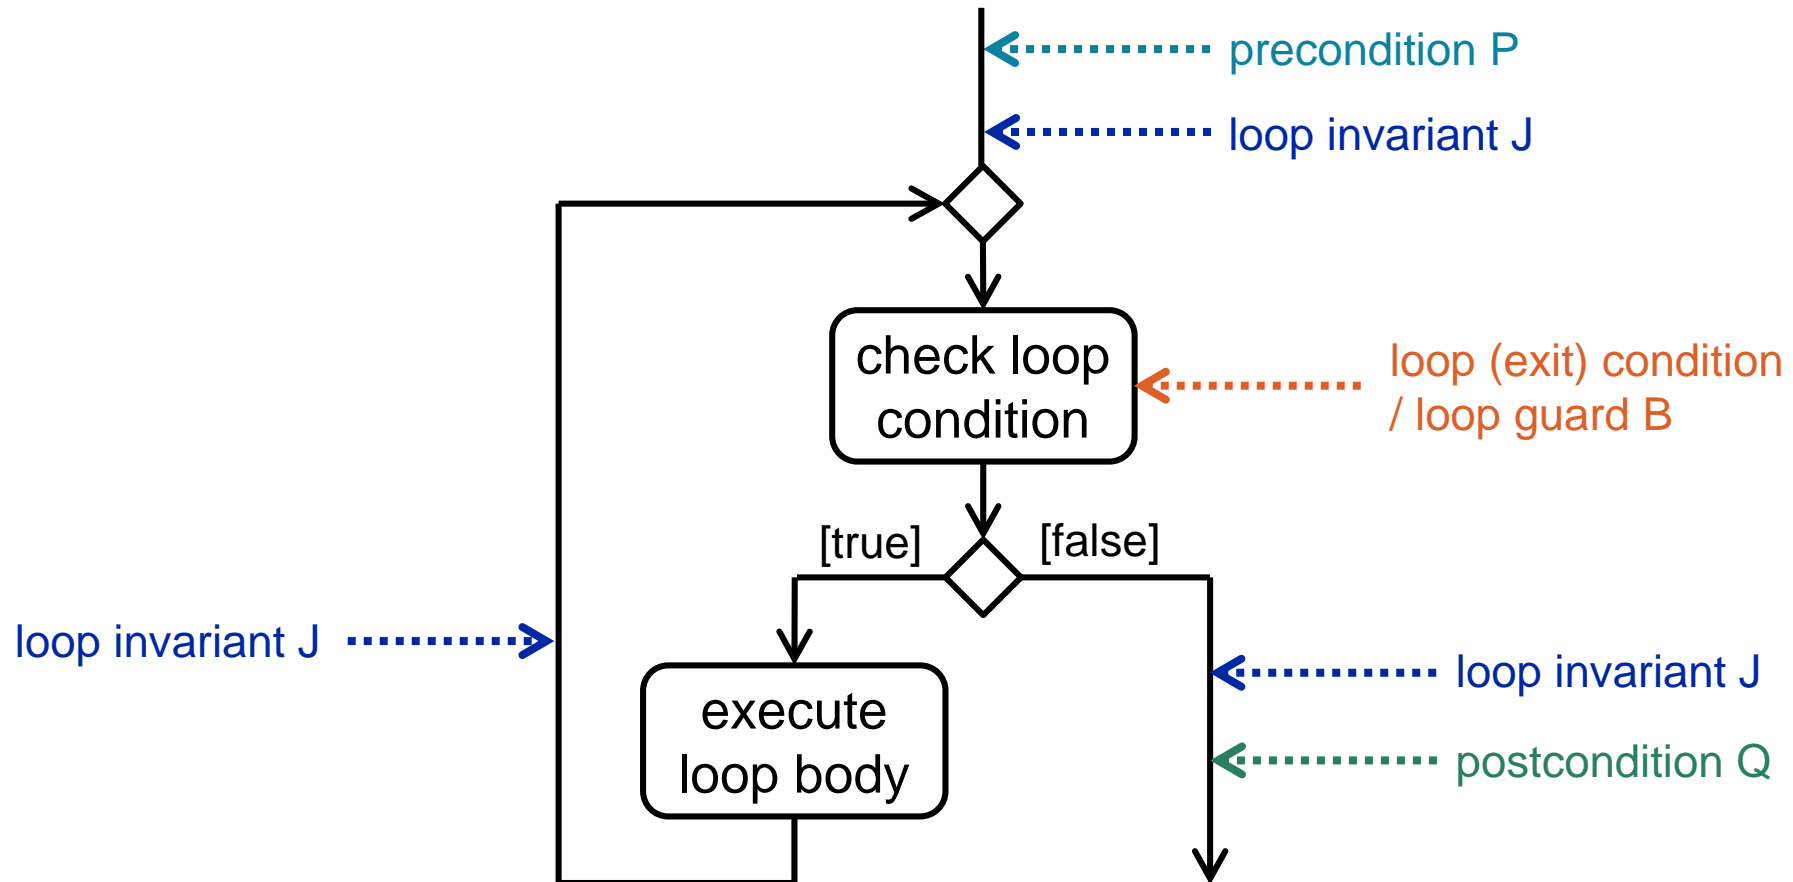 precondition P
loop invariant J
check loop
condition
loop (exit) condition
/ loop guard B
[true]
[false]
loop invariant J
execute
loop body
loop invariant J
postcondition Q